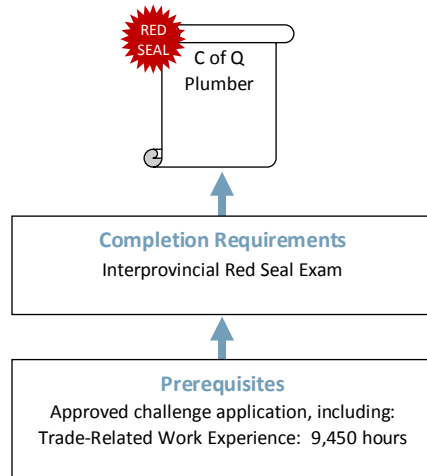 RED
SEAL
C of Q
Plumber
Completion Requirements
Interprovincial Red Seal Exam
Prerequisites
Approved challenge application, including:
Trade-Related Work Experience: 9,450 hours